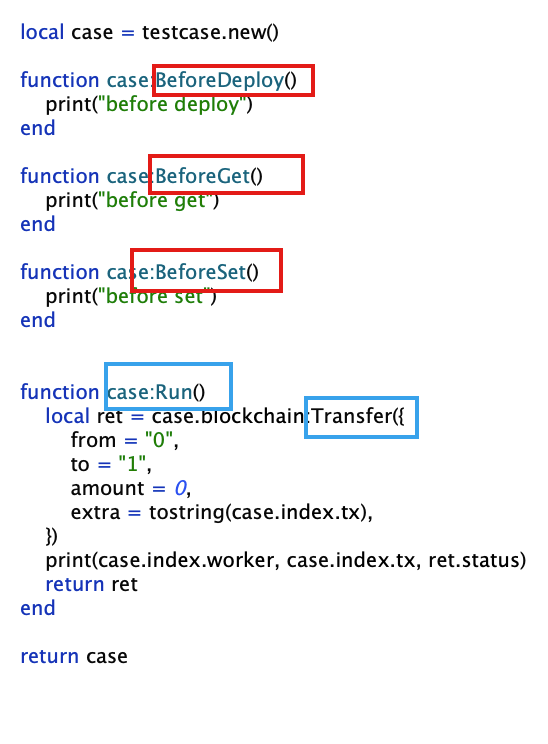 local case = testcase.new()
function case:BeforeDeploy()
print("before deploy")
end
function case:BeforeGet()
print("before get")
end
function case:BeforeSet()
print("before set")
end
function case:Run()
local ret = case.blockchain:Transfer({
from = "0",
to = "1",
amount = 0,
extra = tostring(case.index.tx),
})
print(case.index.worker, case.index.tx, ret.status)
return ret
end
return case